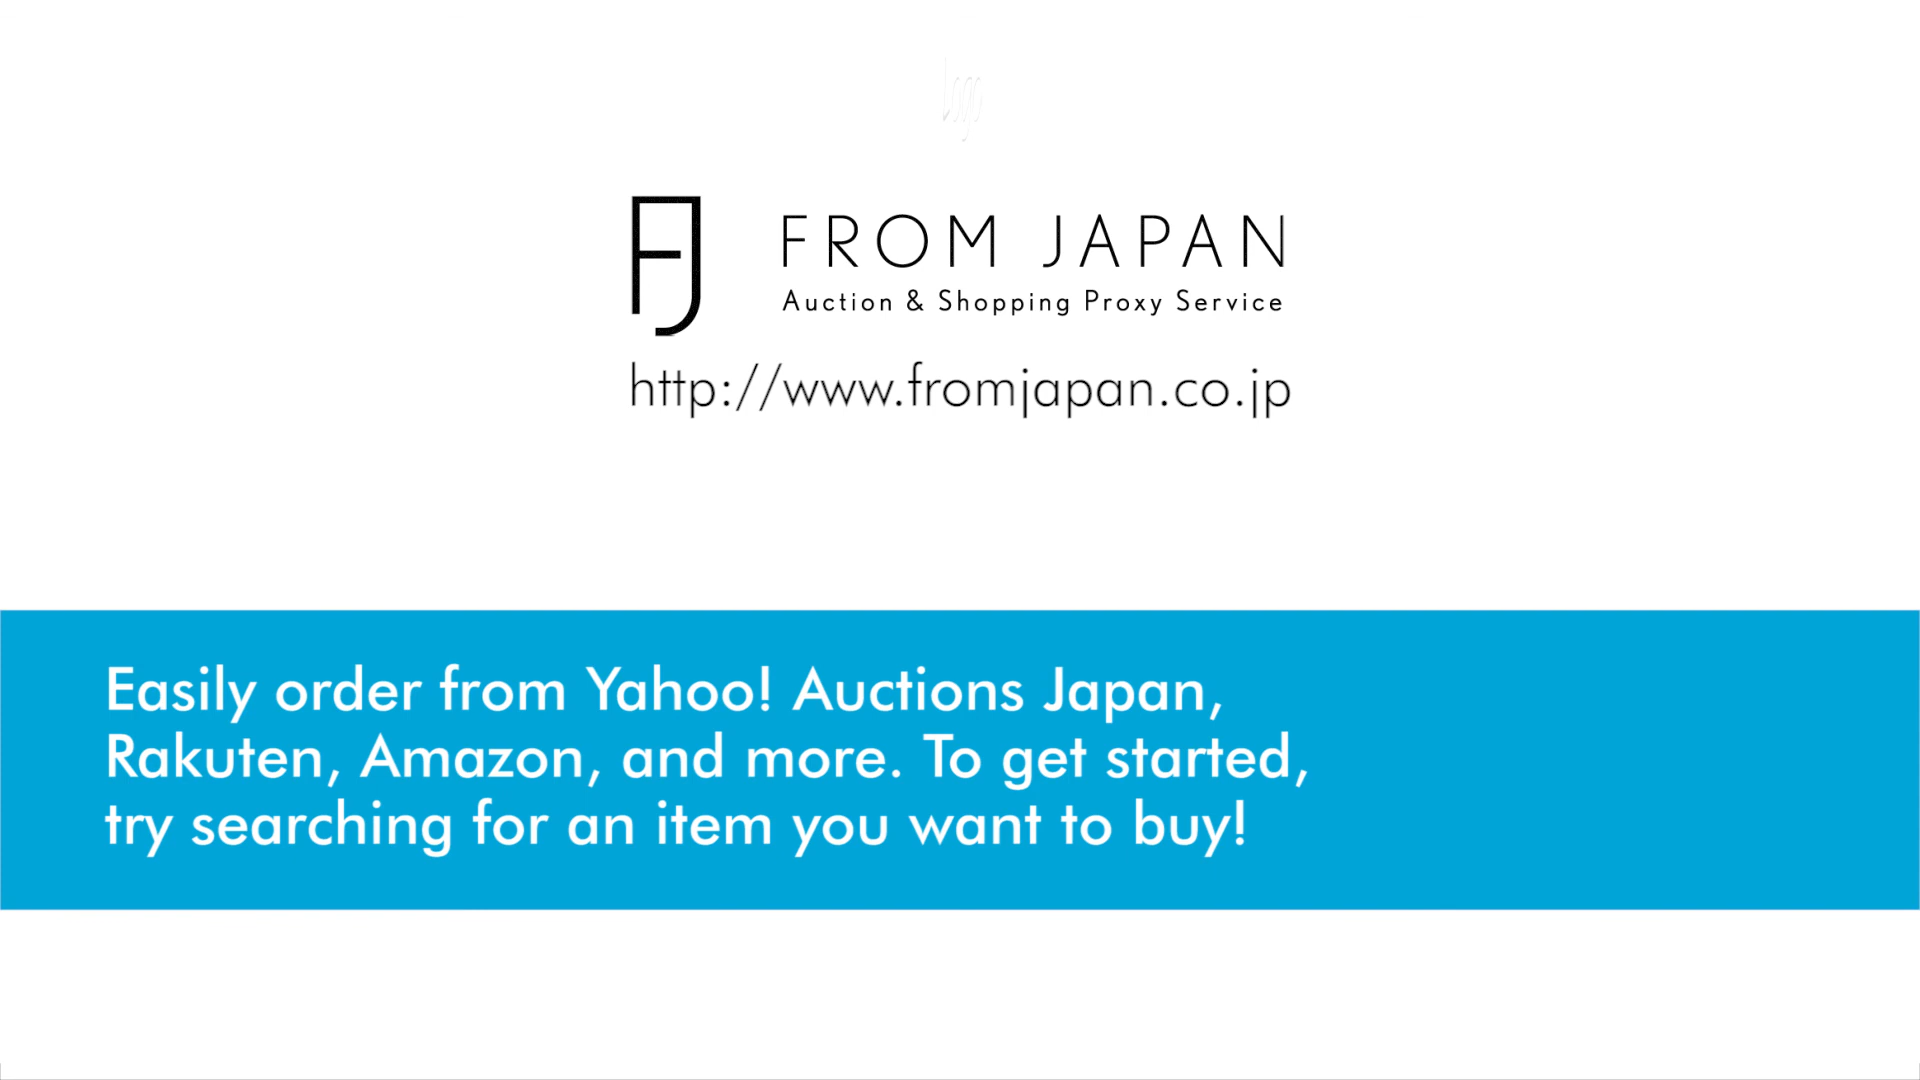 FROM JAPAN
Auction & Shopping Proxy Service
http://www.fromjapan.co.jp
Easily order from Yahoo! Auctions Japan,
Rakuten, Amazon, and more. To get started,
try searching for an item you want to buy!